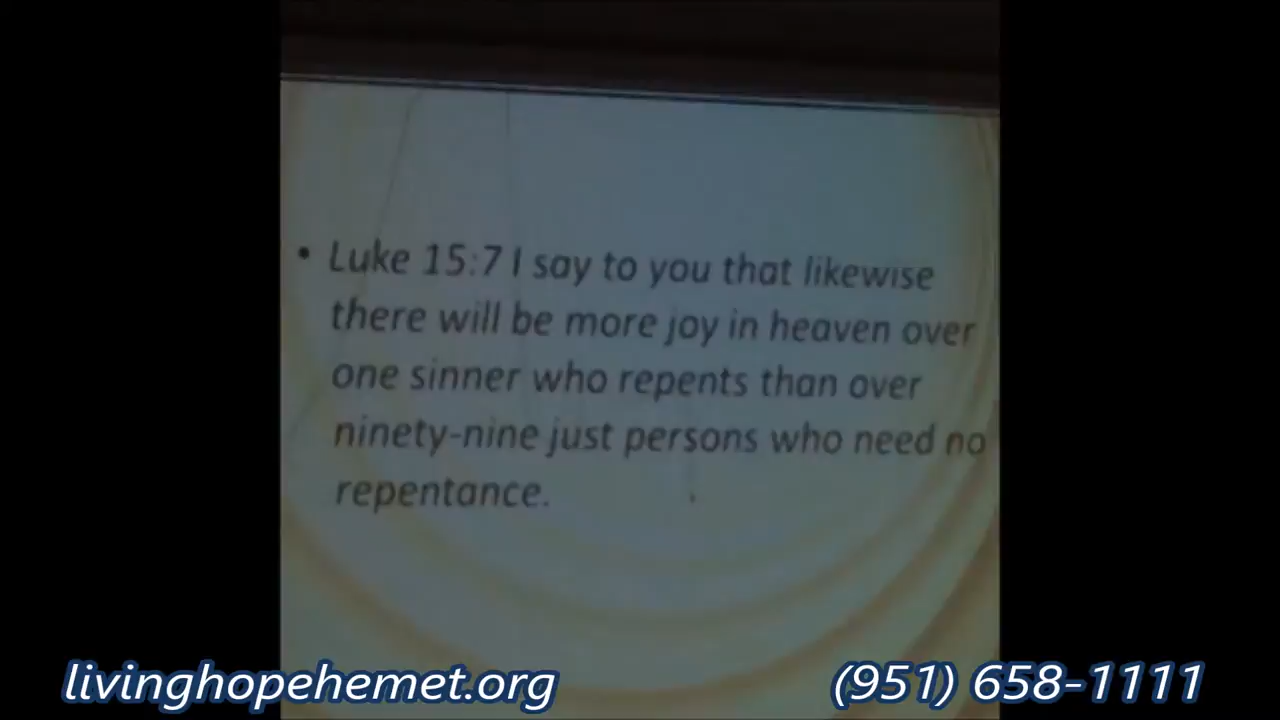 • Luke 15:7 I say to you that likewise
there will be more joy in heaven over
one sinner who repents than over
ninety-nine just persons who need no
repentance.
livinghopehemet.org
(951) 658-1111